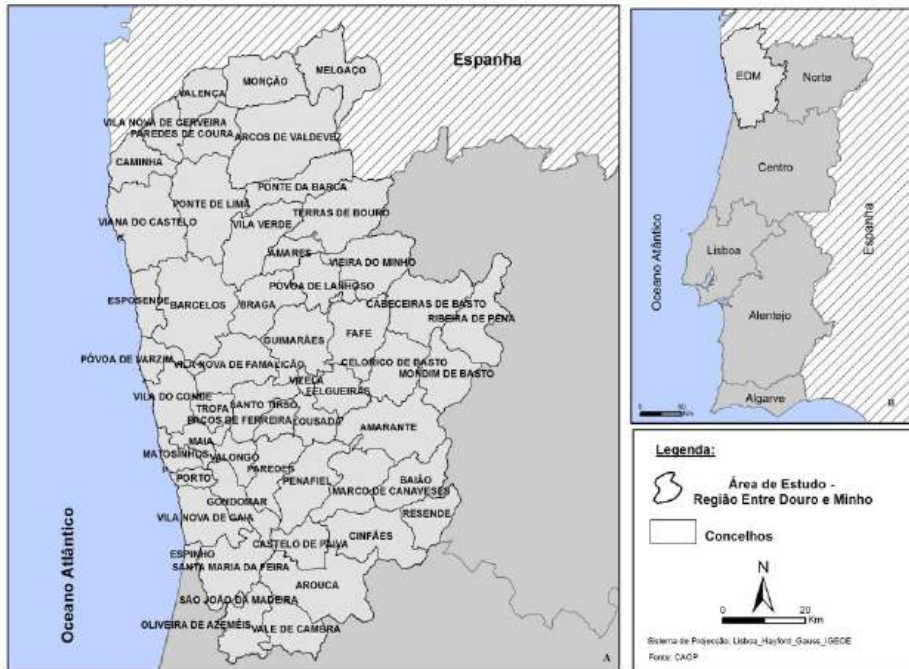 Espanha
MELGAÇO
MONÇÃO
VALENÇA
VILA NOVA DE CERVEIRA
PAREDES DE COURA
ARCOS DE VALDEVEZ
CAMINHA
PONTE DA BARCA
PONTE DE LIMA
TERRAS DE BOURO
VIANA DO CASTELO
VILA VERDE
AMARES
VIEIRA DO MINHO
PÓVOA DE LANHOSO
ESPOSENDE
BARCELOS
BRAGA
CABECEIRAS DE BASTO
RIBEIRA DE PENA
FAFE
GUIMARÃES
PÓVOA DE VARZIM
VILA NOVA DE FAMALICÃO
CELORICO DE BASTO
MONDIM DE BASTO
VIZELA
FELGUEIRAS
VILA DO CONDE
TROFA
SANTO TIRSO
PAÇOS DE FERREIRA
LOUSADA
AMARANTE
MAIA
MATOSINHOS
VALONGO
PAREDES
PORTO
PENAFIEL
BAIÃO
MARCO DE CANAVESES
GONDOMAR
RESENDE
VILA NOVA DE GAIA
CINFÃES
CASTELO DE PAIVA
ESPINHO
SANTA MARIA DA FEIRA
AROUCA
SÃO JOÃO DA MADEIRA
OLIVEIRA DE AZEMÉIS
VALE DE CAMBRA
Oceano Atlântico
A
EDM
Norte
Centro
Lisboa
Alentejo
Algarve
Espanha
Oceano Atlântico
B
Legenda:
Área de Estudo -
Região Entre Douro e Minho
Concelhos
N
0 20
Km
Sistema de Projecção: Lisboa_Hayford_Gauss_IGEOE
Fonte: CAOP